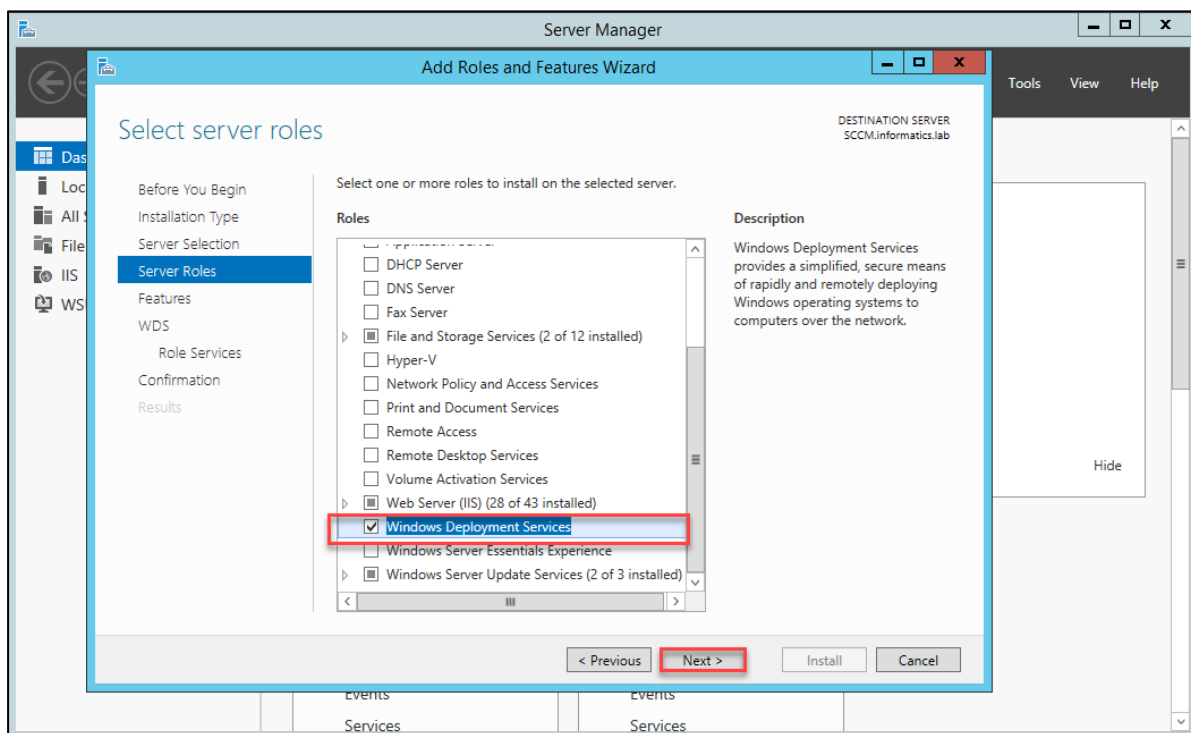 Server Manager
Add Roles and Features Wizard
Tools View Help
Select server roles
DESTINATION SERVER
SCCM.informatics.lab
Das
Loc
All S
File
IIS
WS
Before You Begin
Installation Type
Server Selection
Server Roles
Features
WDS
Role Services
Confirmation
Results
Select one or more roles to install on the selected server.
Roles
DHCP Server
DNS Server
Fax Server
File and Storage Services (2 of 12 installed)
Hyper-V
Network Policy and Access Services
Print and Document Services
Remote Access
Remote Desktop Services
Volume Activation Services
Web Server (IIS) (28 of 43 installed)
Windows Deployment Services
Windows Server Essentials Experience
Windows Server Update Services (2 of 3 installed)
Description
Windows Deployment Services
provides a simplified, secure means
of rapidly and remotely deploying
Windows operating systems to
computers over the network.
Hide
< Previous Next > Install Cancel
Events Events
Services Services